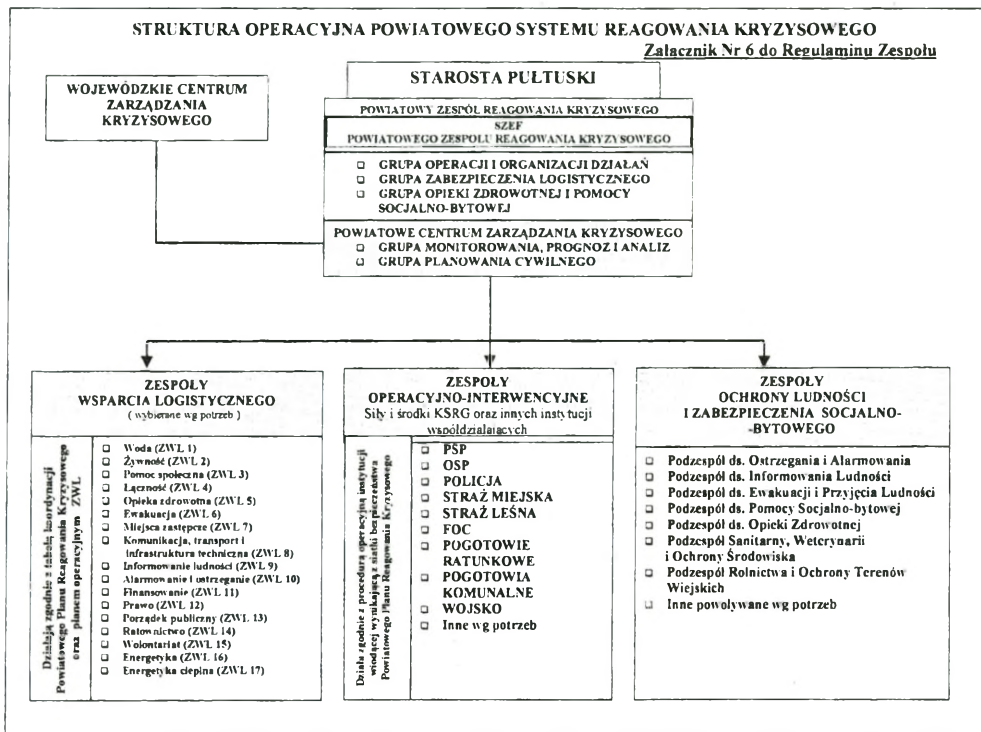 STRUKTURA OPERACYJNA POWIATOWEGO SYSTEMU REAGOWANIA KRYZYSOWEGO
Załacznik Nr 6 do Regulaminu Zespołu
WOJEWÓDZKIE CENTRUM
ZARZĄDZANIA
KRYZYSOWEGO
STAROSTA PUŁTUSKI
POWIATOWY ZESPÓŁ REAGOWANIA KRYZYSOWEGO
SZEF
POWIATOWEGO ZESPOŁU REAGOWANIA KRYZYSOWEGO
GRUPA OPERACJI I ORGANIZACJI DZIAŁAŃ
GRUPA ZABEZPIECZENIA LOGISTYCZNEGO
GRUPA OPIEKI ZDROWOTNEJ I POMOCY
SOCJALNO-BYTOWEJ
POWIATOWE CENTRUM ZARZĄDZANIA KRYZYSOWEGO
GRUPA MONITOROWANIA, PROGNOZ I ANALIZ
GRUPA PLANOWANIA CYWILNEGO
ZESPOŁY
WSPARCIA LOGISTYCZNEGO
( wybierane wg potrzeb )
Działają zgodnie z tabelą koordynacji
Powiatowego Planu Reagowania Kryzysowego
oraz planem operacyjnym ZWL
Woda (ZWL 1)
Żywność (ZWL 2)
Pomoc społeczna (ZWL 3)
Łączność (ZWL 4)
Opieka zdrowotna (ZWL 5)
Ewakuacja (ZWL 6)
Miejsca zastępcze (ZWL 7)
Komunikacja, transport i
infrastruktura techniczna (ZWL 8)
Informowanie ludności (ZWL 9)
Alarmowanie i ostrzeganie (ZWL 10)
Finansowanie (ZWL 11)
Prawo (ZWL 12)
Porządek publiczny (ZWL 13)
Ratownictwo (ZWL 14)
Wolontariat (ZWL 15)
Energetyka (ZWL 16)
Energetyka cieplna (ZWL 17)
ZESPOŁY
OPERACYJNO-INTERWENCYJNE
Siły i środki KSRG oraz innych instytucji
współdziałających
Działa zgodnie z procedurą operacyjną instytucji
wiodącej wynikającą z siatki bezpieczeństwa
Powiatowego Planu Reagowania Kryzysowego
PSP
OSP
POLICJA
STRAŻ MIEJSKA
STRAŻ LEŚNA
FOC
POGOTOWIE
RATUNKOWE
POGOTOWIA
KOMUNALNE
WOJSKO
Inne wg potrzeb
ZESPOŁY
OCHRONY LUDNOŚCI
I ZABEZPIECZENIA SOCJALNO-
-BYTOWEGO
Podzespół ds. Ostrzegania i Alarmowania
Podzespół ds. Informowania Ludności
Podzespół ds. Ewakuacji i Przyjęcia Ludności
Podzespół ds. Pomocy Socjalno-bytowej
Podzespół ds. Opieki Zdrowotnej
Podzespół Sanitarny, Weterynarii
i Ochrony Środowiska
Podzespół Rolnictwa i Ochrony Terenów
Wiejskich
Inne powoływane wg potrzeb